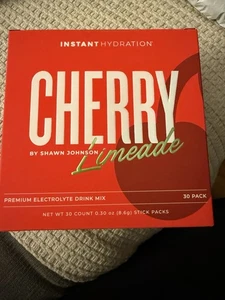 INSTANT HYDRATION®
CHERRY
BY SHAWN JOHNSON
Limeade
PREMIUM ELECTROLYTE DRINK MIX
30 PACK
NET WT 30 COUNT 0.30 oz (8.6g) STICK PACKS